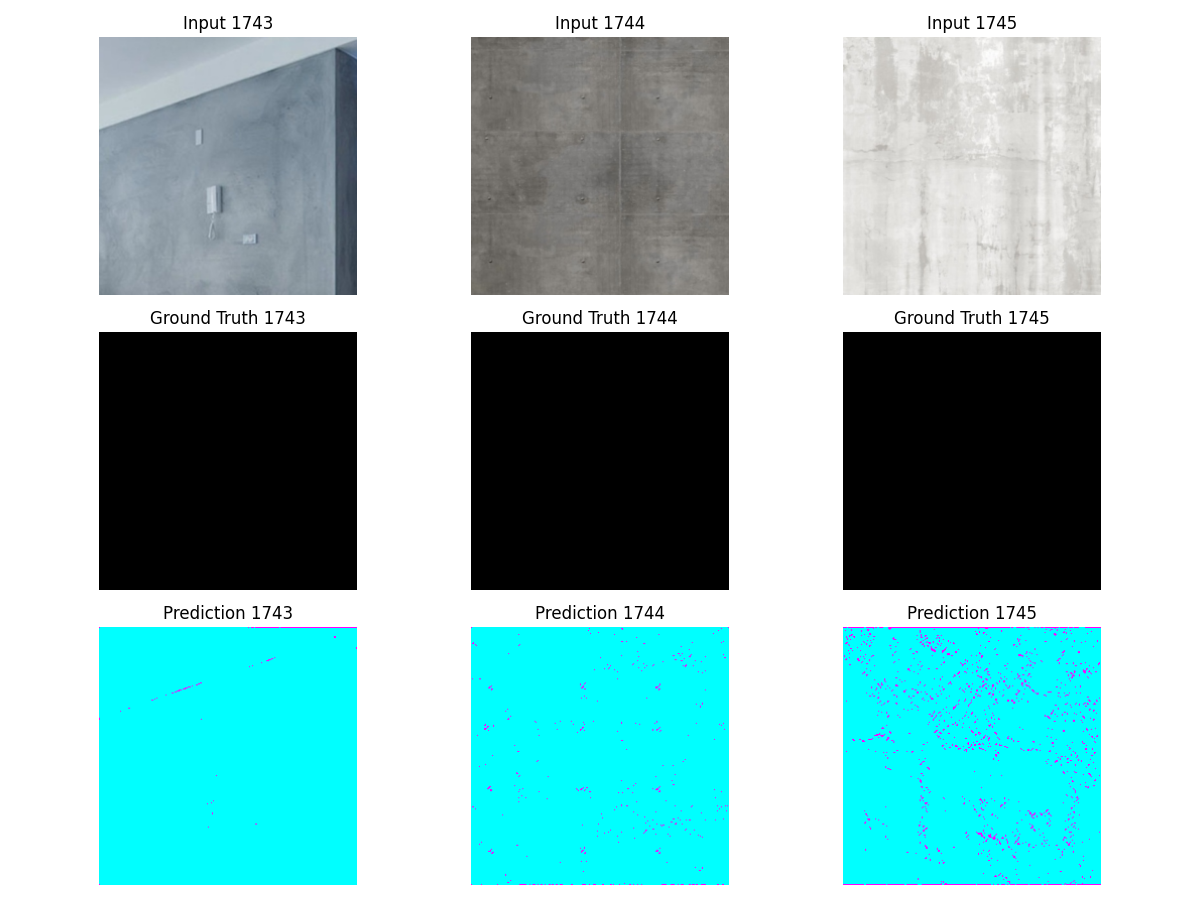 Input 1743
Input 1744
Input 1745
Ground Truth 1743
Ground Truth 1744
Ground Truth 1745
Prediction 1743
Prediction 1744
Prediction 1745